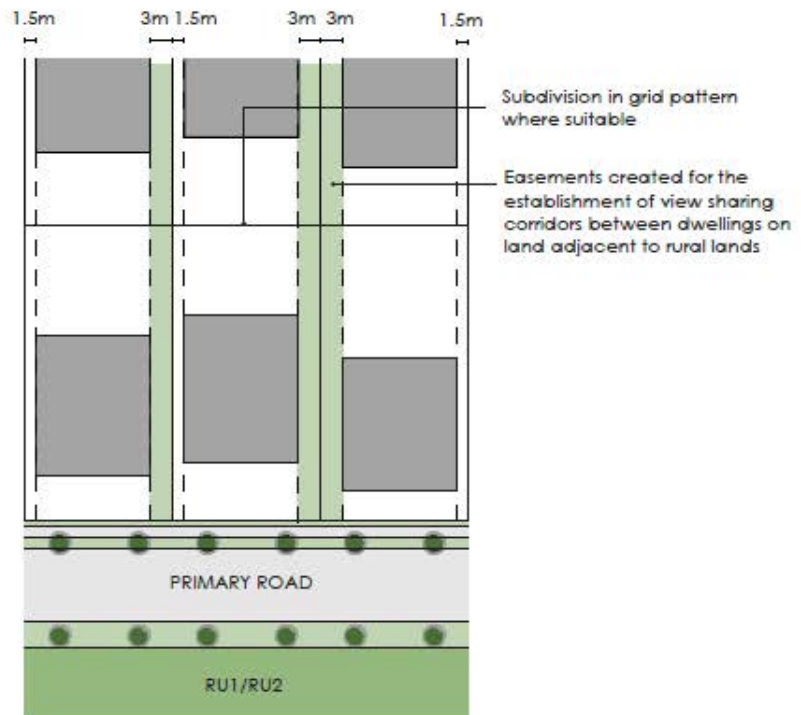 1.5m 3m 1.5m 3m 3m 1.5m
Subdivision in grid pattern
where suitable
Easements created for the
establishment of view sharing
corridors between dwellings on
land adjacent to rural lands
PRIMARY ROAD
RU1/RU2